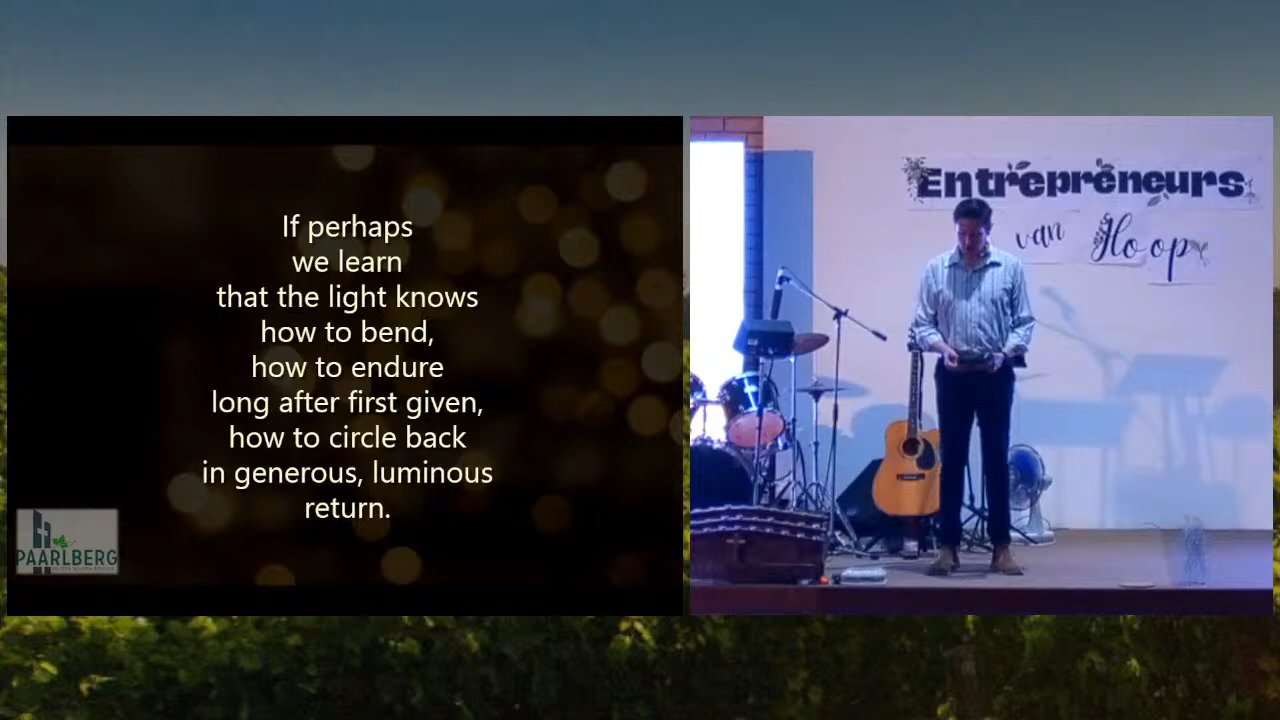 If perhaps
we learn
that the light knows
how to bend,
how to endure
long after first given,
how to circle back
in generous, luminous
return.
PAARLBERG
Entrepreneurs
van Hoop